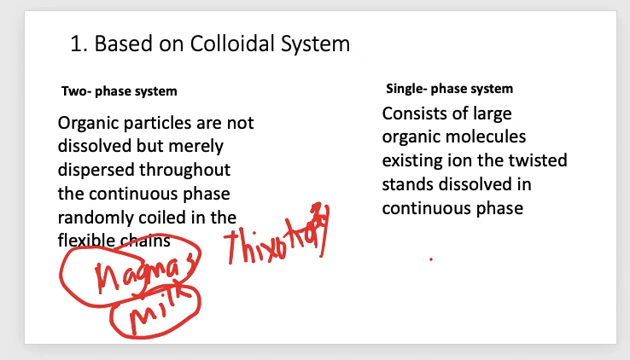 1. Based on Colloidal System
Two- phase system
Organic particles are not
dissolved but merely
dispersed throughout
the continuous phase
randomly coiled in the
flexible chains
Magmas
Milk
Thixotropy
Single- phase system
Consists of large
organic molecules
existing ion the twisted
stands dissolved in
continuous phase